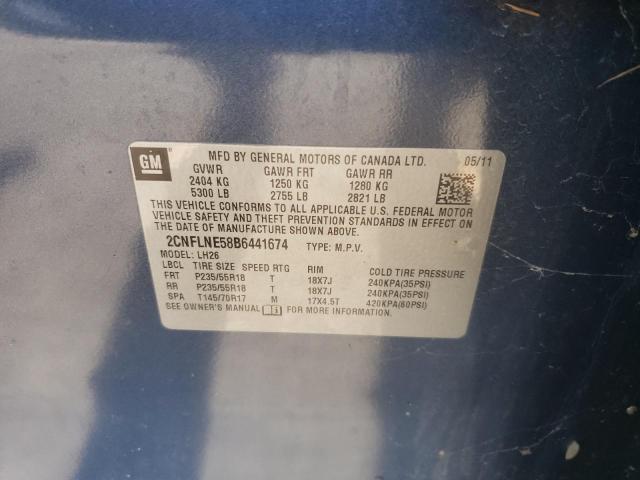 GM ® MFD BY GENERAL MOTORS OF CANADA LTD. 05/11
GVWR GAWR FRT GAWR RR
2404 KG 1250 KG 1280 KG
5300 LB 2755 LB 2821 LB
THIS VEHICLE CONFORMS TO ALL APPLICABLE U.S. FEDERAL MOTOR
VEHICLE SAFETY AND THEFT PREVENTION STANDARDS IN EFFECT ON
THE DATE OF MANUFACTURE SHOWN ABOVE.
2CNFLNE58B6441674 TYPE: M.P.V.
MODEL: LH26
LBCL TIRE SIZE SPEED RTG RIM COLD TIRE PRESSURE
FRT P235/55R18 T 18X7J 240KPA(35PSI)
RR P235/55R18 T 18X7J 240KPA(35PSI)
SPA T145/70R17 M 17X4.5T 420KPA(60PSI)
SEE OWNER'S MANUAL FOR MORE INFORMATION.